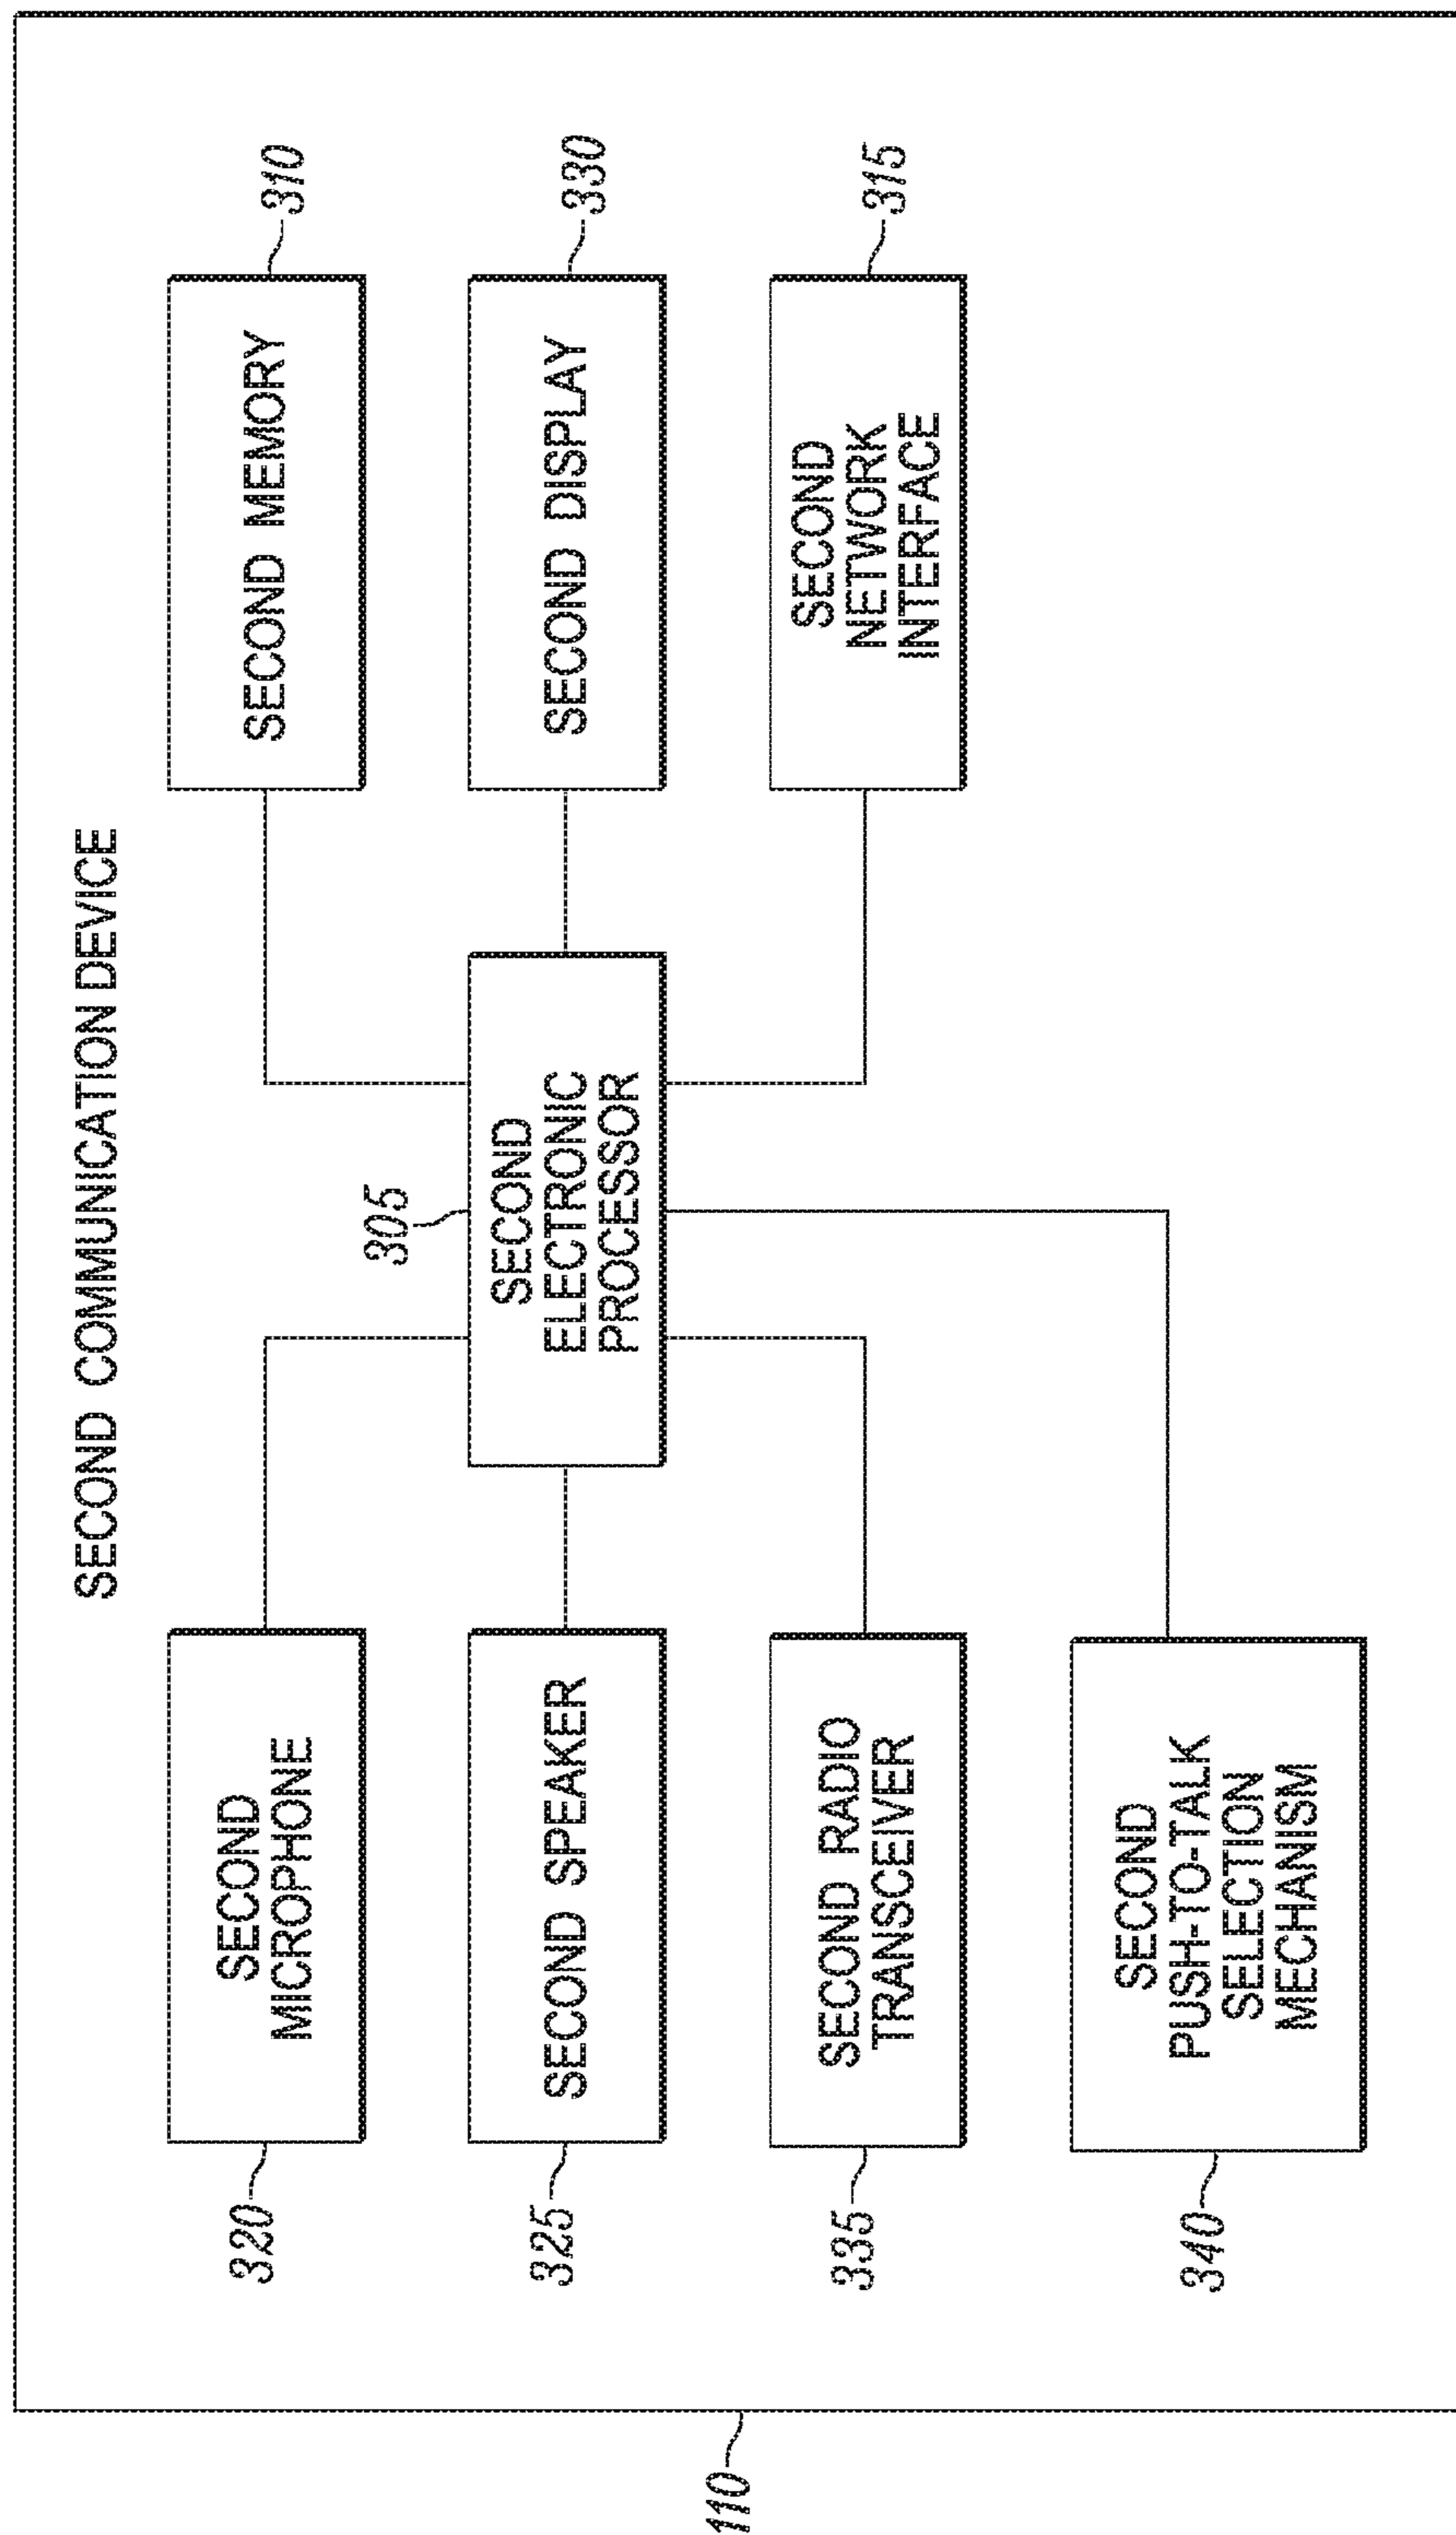 SECOND COMMUNICATION DEVICE
110
320
SECOND
MICROPHONE
325
SECOND SPEAKER
335
SECOND RADIO
TRANSCEIVER
340
SECOND
PUSH-TO-TALK
SELECTION
MECHANISM
305
SECOND
ELECTRONIC
PROCESSOR
SECOND MEMORY
310
SECOND DISPLAY
330
SECOND
NETWORK
INTERFACE
315